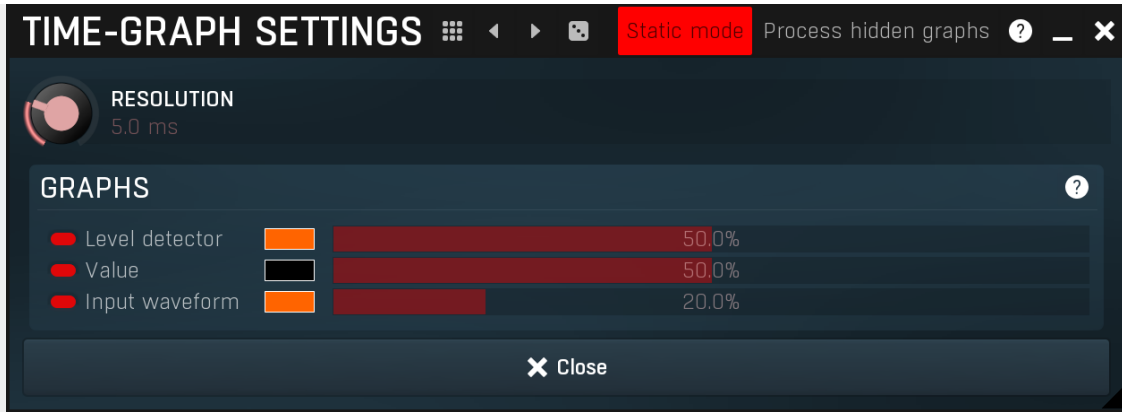 TIME-GRAPH SETTINGS Static mode Process hidden graphs ?
RESOLUTION
5.0 ms
GRAPHS ?
Level detector 50.0%
Value 50.0%
Input waveform 20.0%
Close